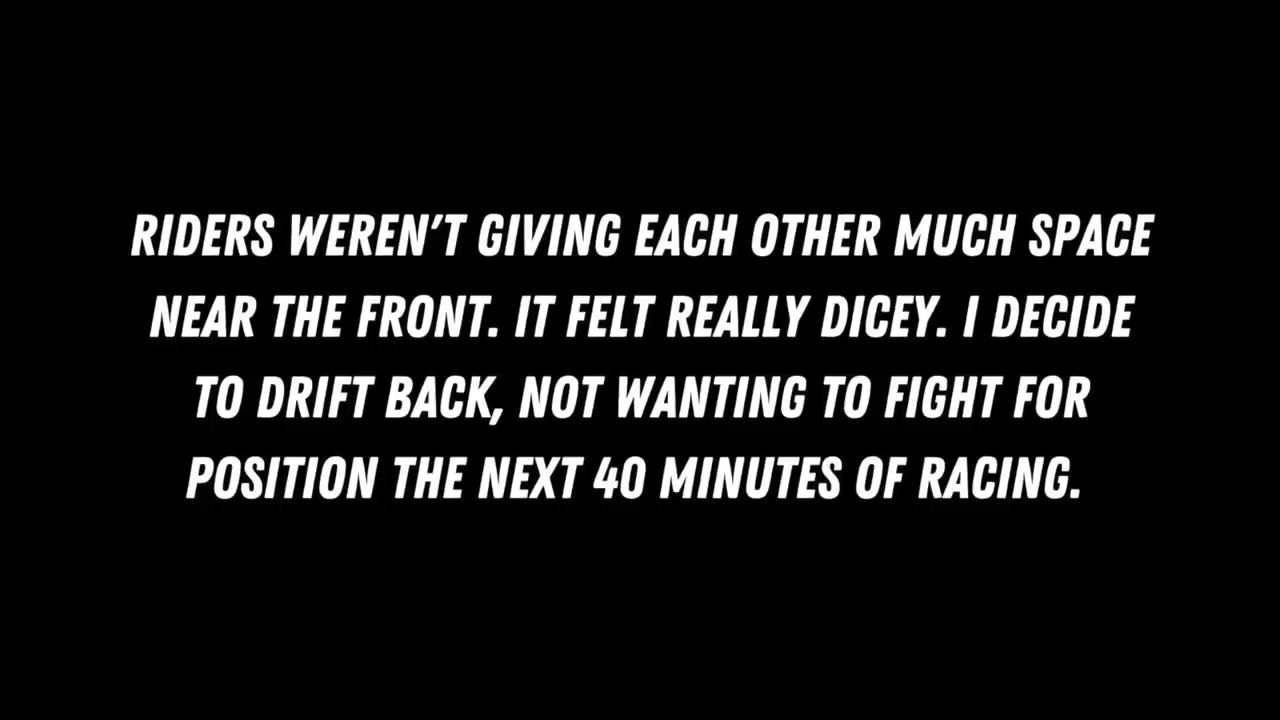 RIDERS WEREN'T GIVING EACH OTHER MUCH SPACE
NEAR THE FRONT. IT FELT REALLY DICEY. I DECIDE
TO DRIFT BACK, NOT WANTING TO FIGHT FOR
POSITION THE NEXT 40 MINUTES OF RACING.